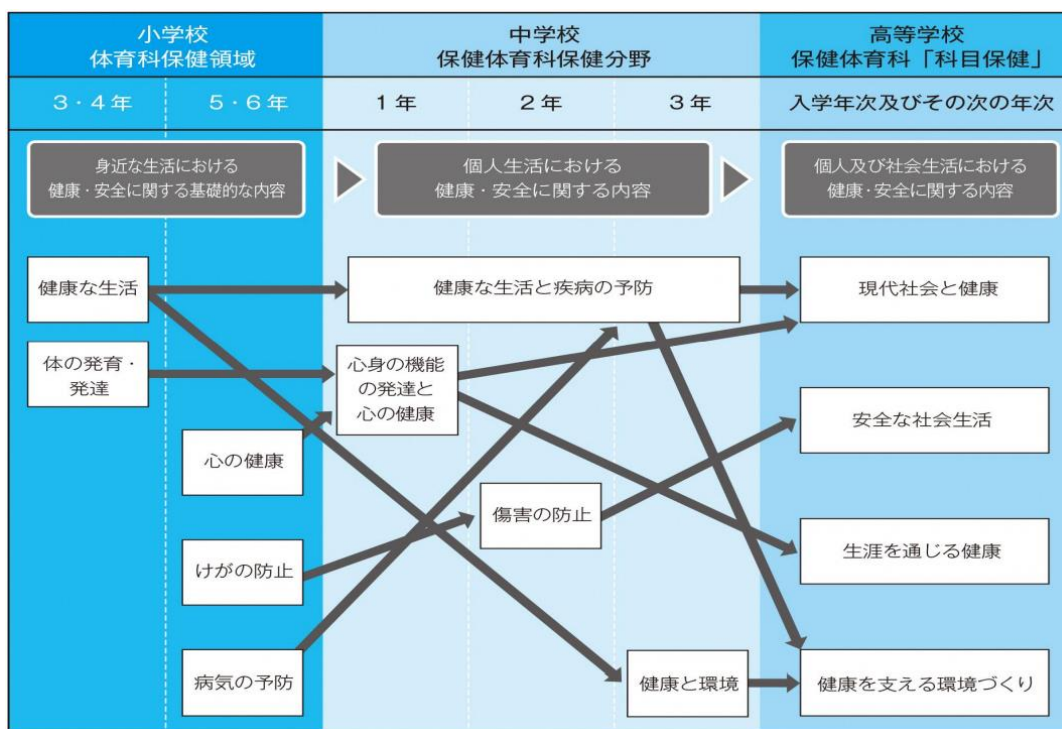 小学校
体育科保健領域
中学校
保健体育科保健分野
高等学校
保健体育科「科目保健」
3・4年
5・6年
1年
2年
3年
入学年次及びその次の年次
身近な生活における
健康・安全に関する基礎的な内容
個人生活における
健康・安全に関する内容
個人及び社会生活における
健康・安全に関する内容
健康な生活
健康な生活と疾病の予防
現代社会と健康
体の発育・
発達
心身の機能
の発達と
心の健康
心の健康
安全な社会生活
傷害の防止
けがの防止
生涯を通じる健康
病気の予防
健康と環境
健康を支える環境づくり